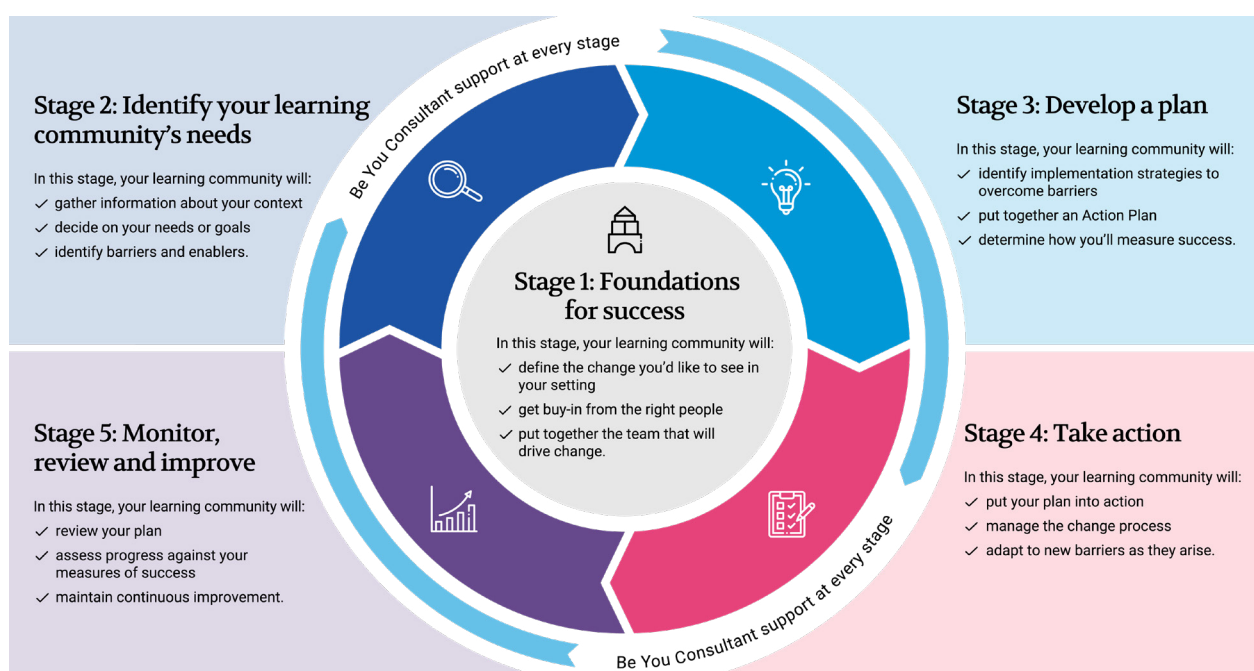 Be You Consultant support at every stage
Stage 2: Identify your learning
community's needs
In this stage, your learning community will:
✓ gather information about your context
✓ decide on your needs or goals
✓ identify barriers and enablers.
Stage 3: Develop a plan
In this stage, your learning community will:
✓ identify implementation strategies to
overcome barriers
✓ put together an Action Plan
✓ determine how you'll measure success.
Stage 1: Foundations
for success
In this stage, your learning community will:
✓ define the change you'd like to see in
your setting
✓ get buy-in from the right people
✓ put together the team that will
drive change.
Stage 5: Monitor,
review and improve
In this stage, your learning community will:
✓ review your plan
✓ assess progress against your
measures of success
✓ maintain continuous improvement.
Stage 4: Take action
In this stage, your learning community will:
✓ put your plan into action
✓ manage the change process
✓ adapt to new barriers as they arise.
Be You Consultant support at every stage